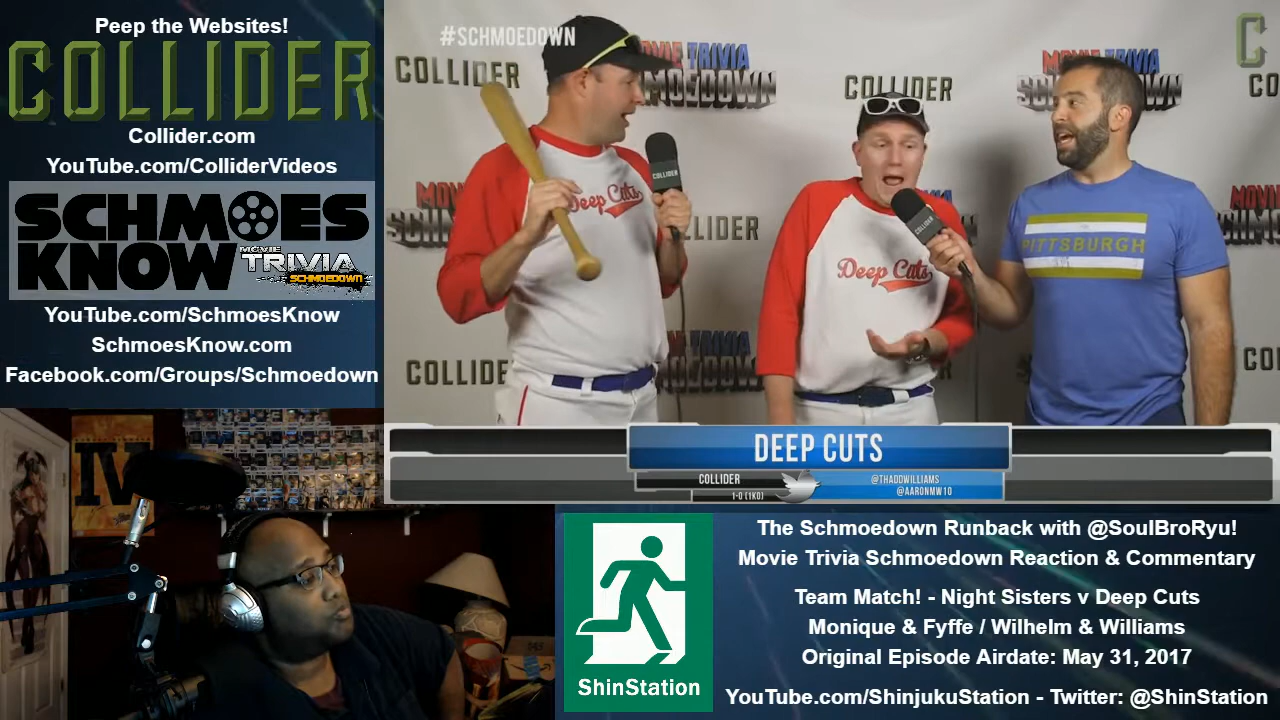 Peep the Websites!
COLLIDER
Collider.com
YouTube.com/ColliderVideos
SCHMOES
KNOW
MOVIE
TRIVIA
SCHMOEDOWN
YouTube.com/SchmoesKnow
SchmoesKnow.com
Facebook.com/Groups/Schmoedown
#SCHMOEDOWN
COLLIDER
MOVIE TRIVIA
SCHMOEDOWN
COLLIDER
COLLIDER
Deep Cuts
Deep Cuts
PITTSBURGH
COLLIDER
DEEP CUTS
COLLIDER
1-0 (1KO)
@THADDWILLIAMS
@AARONMW10
IV
ShinStation
The Schmoedown Runback with @SoulBroRyu!
Movie Trivia Schmoedown Reaction & Commentary
Team Match! - Night Sisters v Deep Cuts
Monique & Fyffe / Wilhelm & Williams
Original Episode Airdate: May 31, 2017
YouTube.com/ShinjukuStation - Twitter: @ShinStation